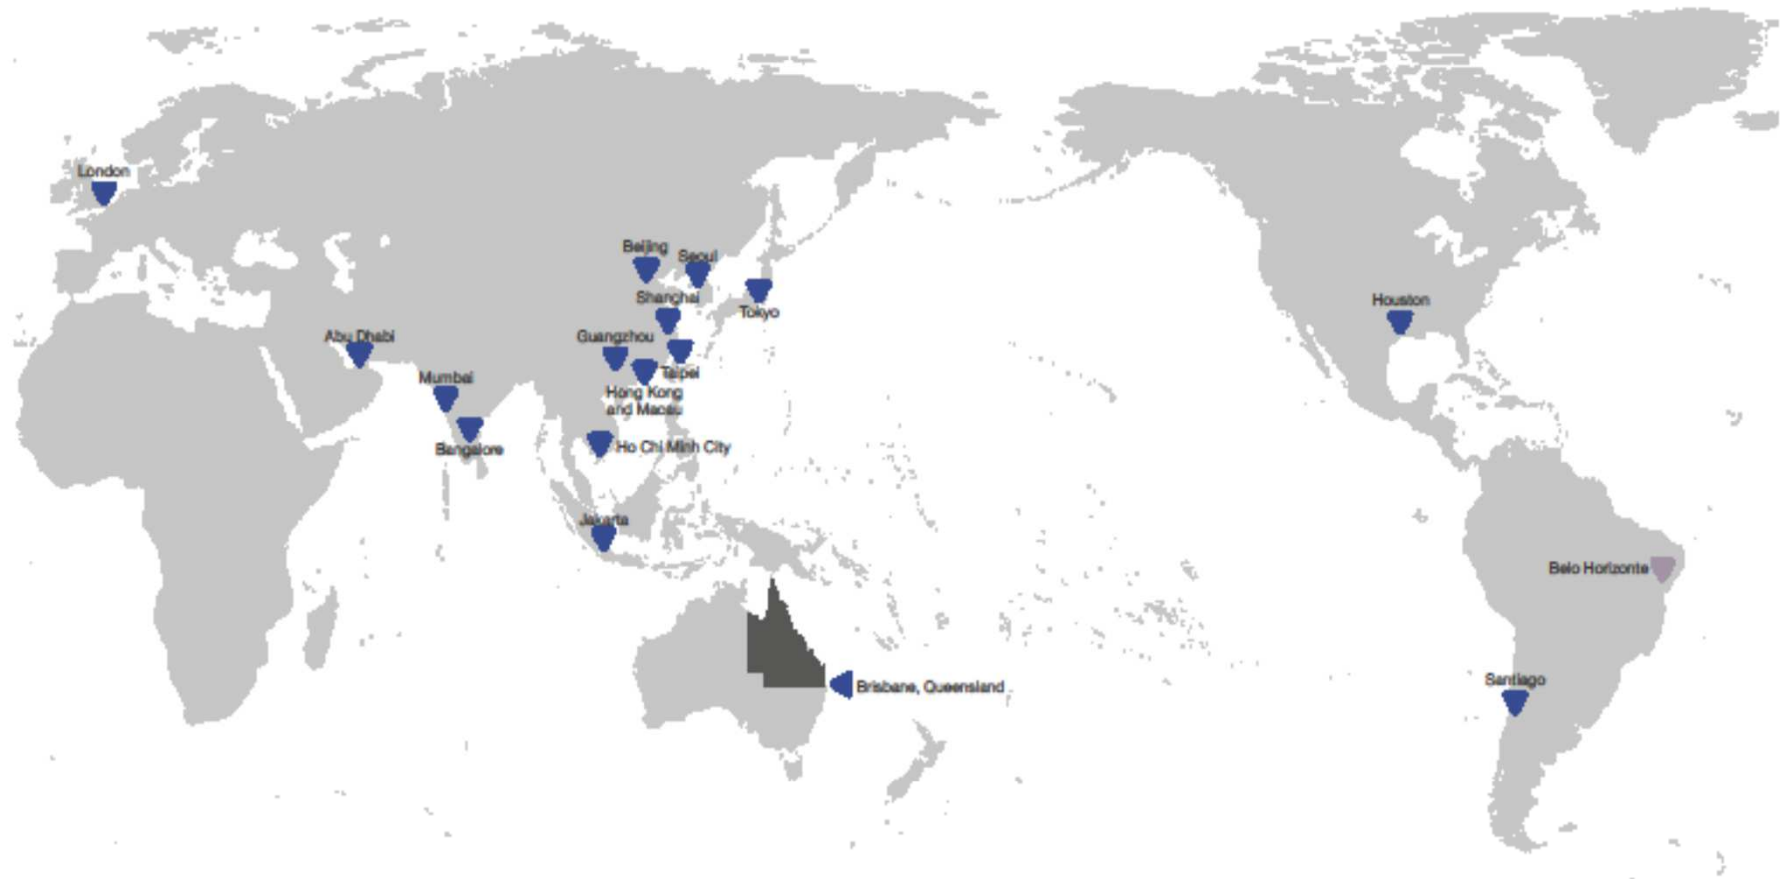 London
Beijing
Seoul
Shanghai
Tokyo
Houston
Abu Dhabi
Guangzhou
Taipei
Mumbai
Hong Kong
and Macau
Bangalore
Ho Chi Minh City
Jakarta
Belo Horizonte
Brisbane, Queensland
Santiago